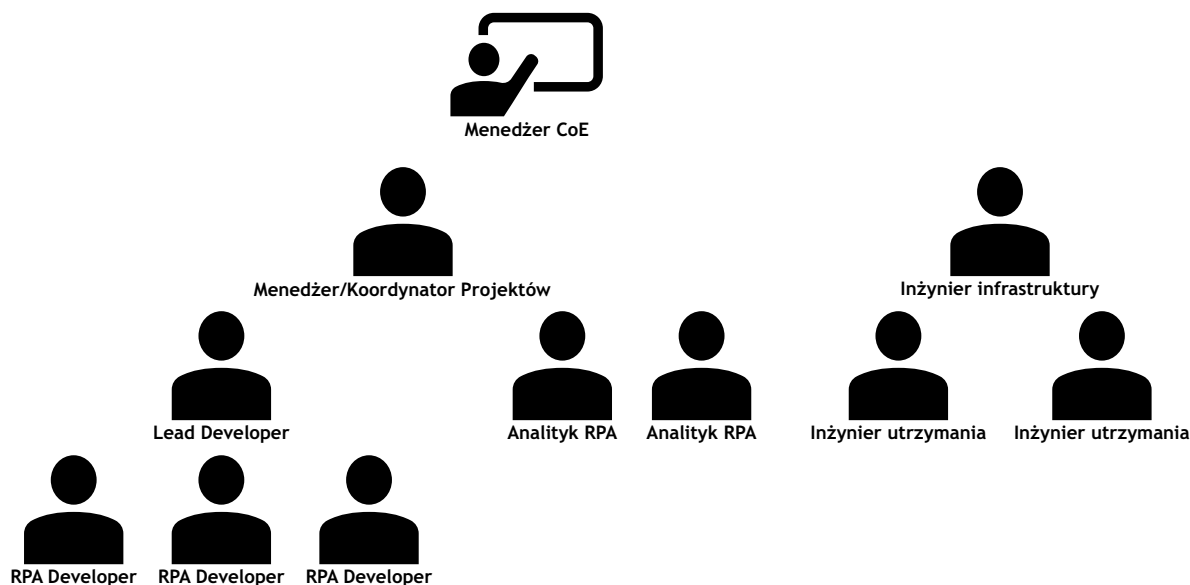 Menedżer CoE
Menedżer/Koordynator Projektów
Inżynier infrastruktury
Lead Developer
Analityk RPA
Analityk RPA
Inżynier utrzymania
Inżynier utrzymania
RPA Developer
RPA Developer
RPA Developer